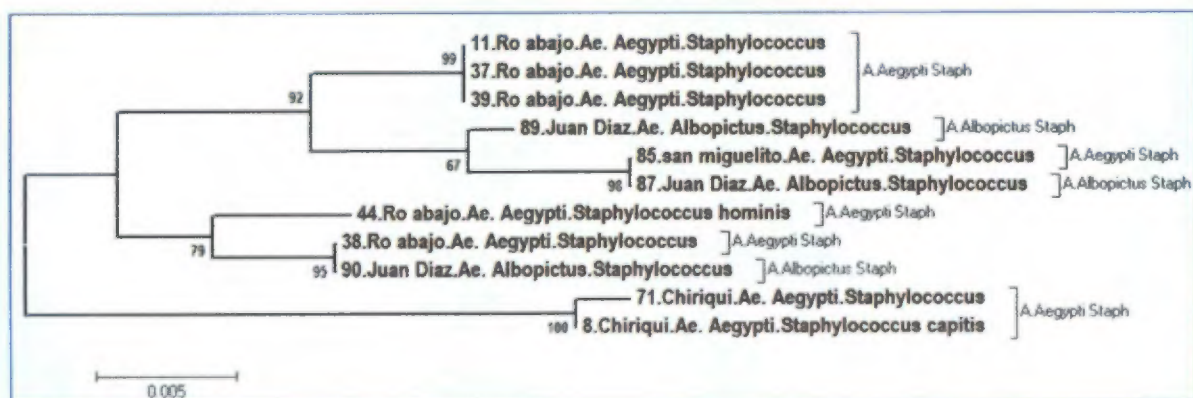 11.Ro abajo.Ae. Aegypti.Staphylococcus
99
37.Ro abajo.Ae. Aegypti.Staphylococcus
A.Aegypti Staph
39.Ro abajo.Ae. Aegypti.Staphylococcus
92
89.Juan Diaz.Ae. Albopictus.Staphylococcus
A.Albopictus Staph
67
85.san miguelito.Ae. Aegypti.Staphylococcus
A.Aegypti Staph
98
87.Juan Diaz.Ae. Albopictus.Staphylococcus
A.Albopictus Staph
44.Ro abajo.Ae. Aegypti.Staphylococcus hominis
A.Aegypti Staph
79
38.Ro abajo.Ae. Aegypti.Staphylococcus
A.Aegypti Staph
95
90.Juan Diaz.Ae. Albopictus.Staphylococcus
A.Albopictus Staph
71.Chiriqui.Ae. Aegypti.Staphylococcus
A.Aegypti Staph
100
8.Chiriqui.Ae. Aegypti.Staphylococcus capitis
0.005